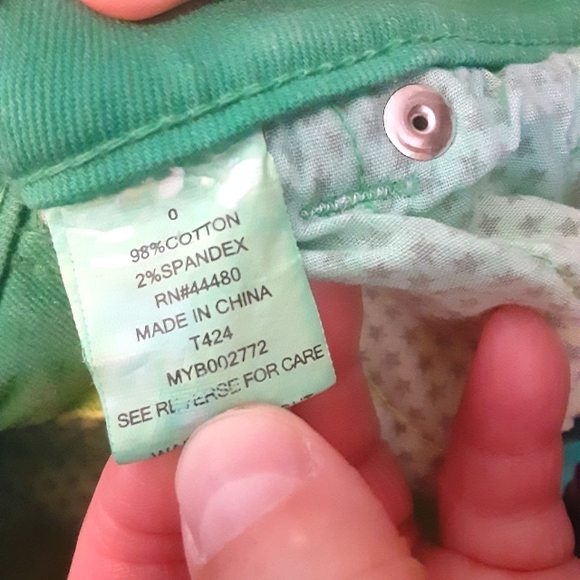 0
98%COTTON
2%SPANDEX
RN#44480
MADE IN CHINA
T424
MYB002772
SEE REVERSE FOR CARE